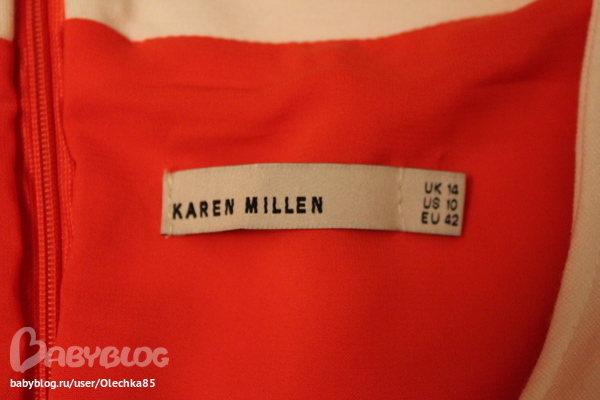 KAREN MILLEN
UK 14
US 10
EU 42
BABYBLOG
babyblog.ru/user/Olechka85